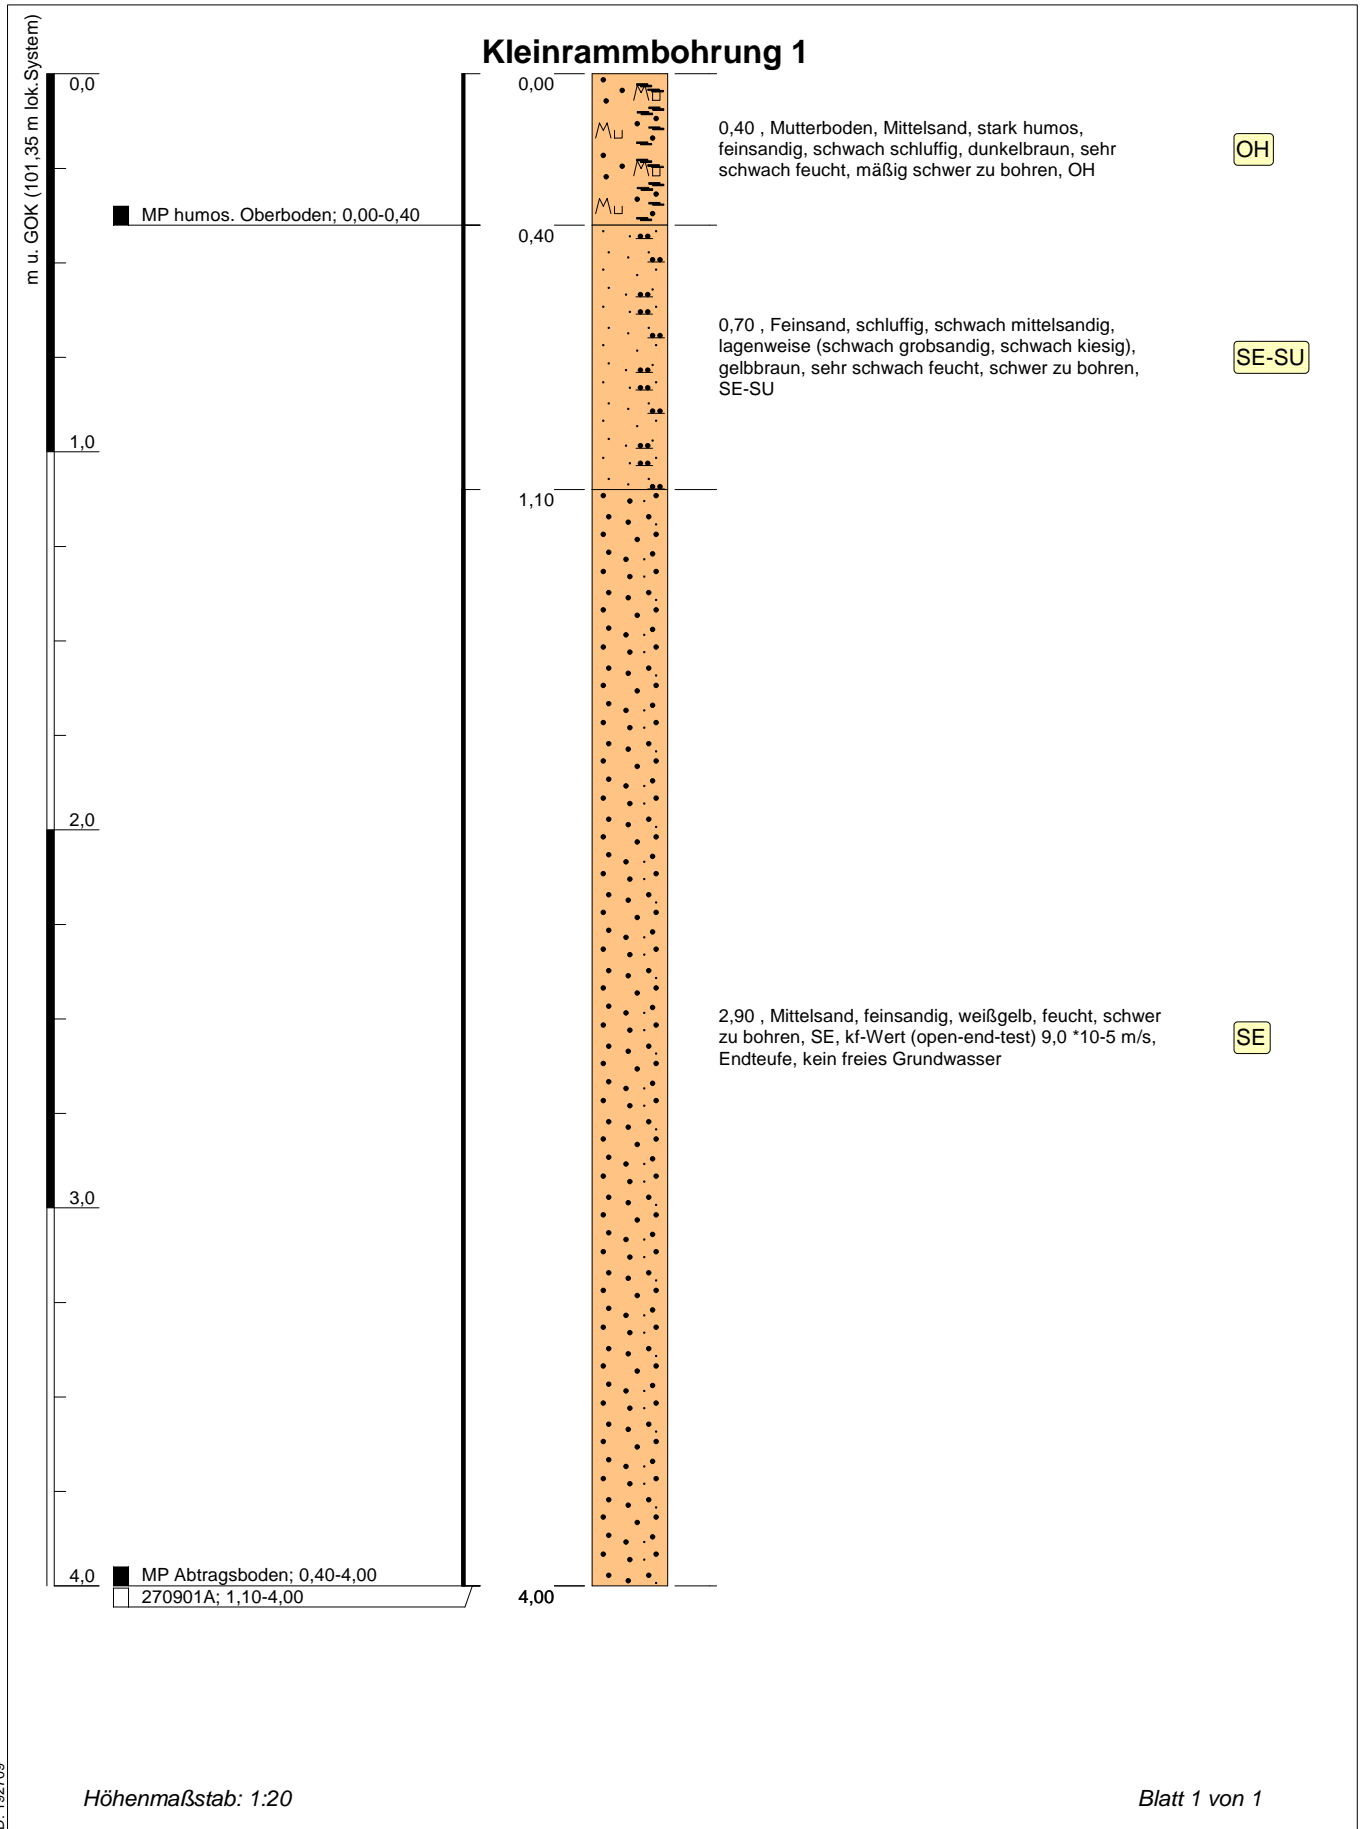 Kleinrammbohrung 1
m u. GOK (101,35 m lok.System)
0,0
0,00
0,40 , Mutterboden, Mittelsand, stark humos,
feinsandig, schwach schluffig, dunkelbraun, sehr
schwach feucht, mäßig schwer zu bohren, OH
OH
MP humos. Oberboden; 0,00-0,40
0,40
0,70 , Feinsand, schluffig, schwach mittelsandig,
lagenweise (schwach grobsandig, schwach kiesig),
gelbbraun, sehr schwach feucht, schwer zu bohren,
SE-SU
SE-SU
1,0
1,10
2,0
2,90 , Mittelsand, feinsandig, weißgelb, feucht, schwer
zu bohren, SE, kf-Wert (open-end-test) 9,0 *10-5 m/s,
Endteufe, kein freies Grundwasser
SE
3,0
4,0
MP Abtragsboden; 0,40-4,00
270901A; 1,10-4,00
4,00
Höhenmaßstab: 1:20
Blatt 1 von 1